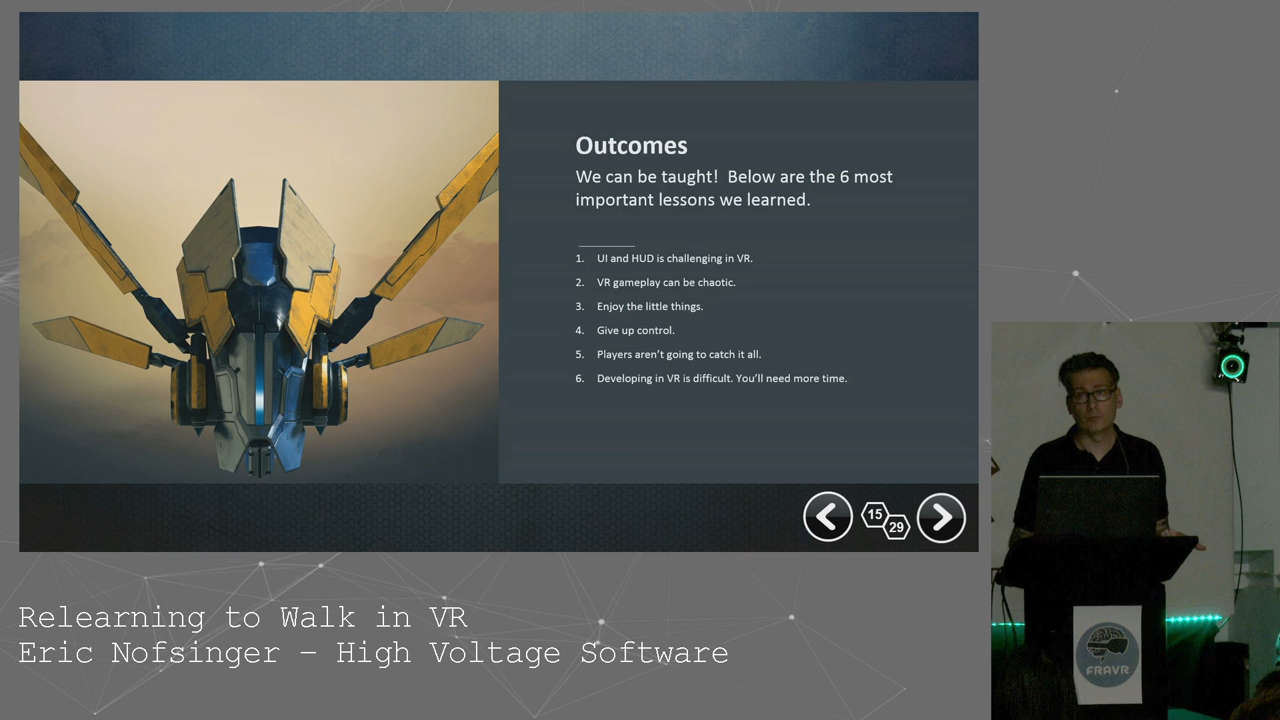 Outcomes
We can be taught! Below are the 6 most
important lessons we learned.
1. UI and HUD is challenging in VR.
2. VR gameplay can be chaotic.
3. Enjoy the little things.
4. Give up control.
5. Players aren't going to catch it all.
6. Developing in VR is difficult. You'll need more time.
15
29
Relearning to Walk in VR
Eric Nofsinger – High Voltage Software
FRAVR